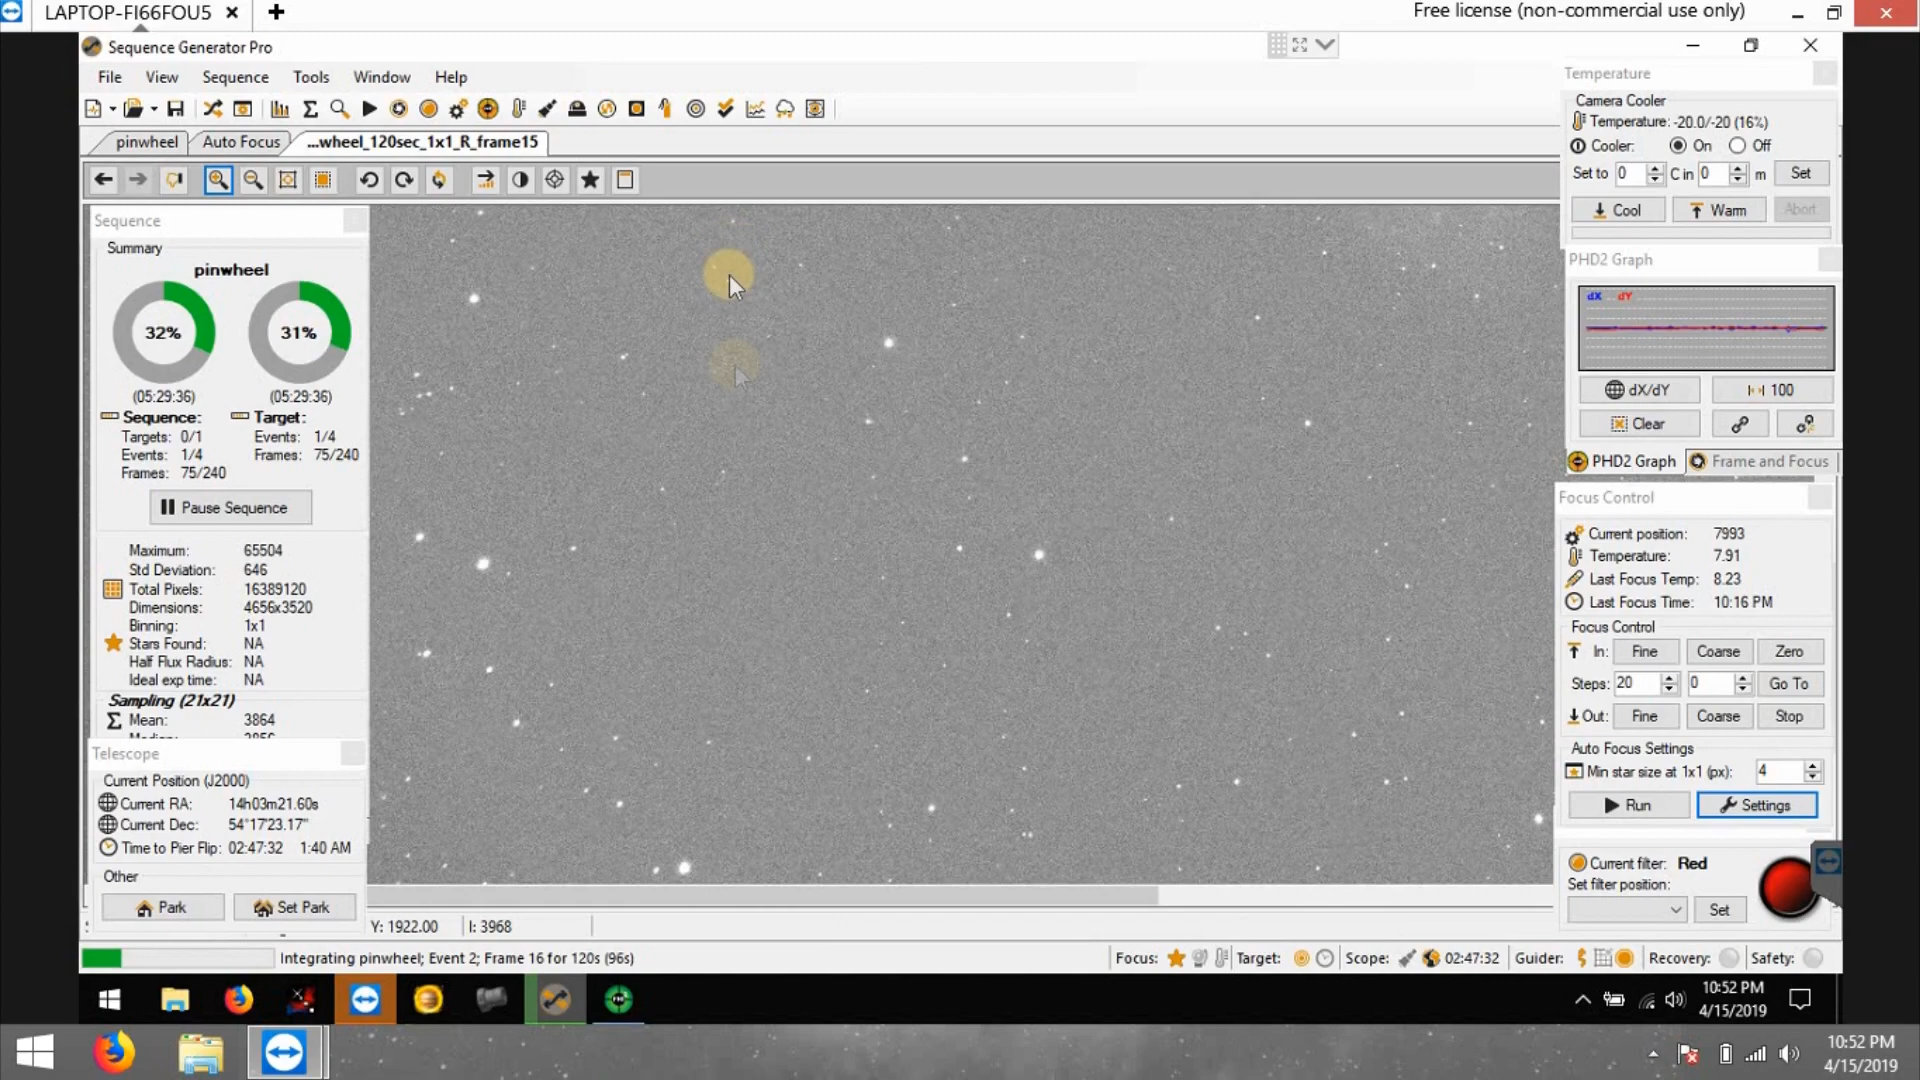 LAPTOP-FI66FOU5
Free license (non-commercial use only)
Sequence Generator Pro
File View Sequence Tools Window Help
pinwheel Auto Focus ...wheel_120sec_1x1_R_frame15
Sequence
Summary
pinwheel
32% 31%
(05:29:36) (05:29:36)
Sequence: Target:
Targets: 0/1 Events: 1/4
Events: 1/4 Frames: 75/240
Frames: 75/240
Pause Sequence
Maximum: 65504
Std Deviation: 646
Total Pixels: 16389120
Dimensions: 4656x3520
Binning: 1x1
Stars Found: NA
Half Flux Radius: NA
Ideal exp time: NA
Sampling (21x21)
Mean: 3864
Telescope
Current Position (J2000)
Current RA: 14h03m21.60s
Current Dec: 54°17'23.17"
Time to Pier Flip: 02:47:32 1:40 AM
Other
Park Set Park
Y: 1922.00 I: 3968
Temperature
Camera Cooler
Temperature: -20.0/-20 (16%)
Cooler: On Off
Set to 0 C in 0 m Set
Cool Warm Abort
PHD2 Graph
dX dY
dX/dY 100
Clear
PHD2 Graph Frame and Focus
Focus Control
Current position: 7993
Temperature: 7.91
Last Focus Temp: 8.23
Last Focus Time: 10:16 PM
Focus Control
In: Fine Coarse Zero
Steps: 20 0 Go To
Out: Fine Coarse Stop
Auto Focus Settings
Min star size at 1x1 (px): 4
Run Settings
Current filter: Red
Set filter position:
Set
Integrating pinwheel; Event 2; Frame 16 for 120s (96s)
Focus: Target: Scope: 02:47:32 Guider: Recovery: Safety:
10:52 PM
4/15/2019
10:52 PM
4/15/2019